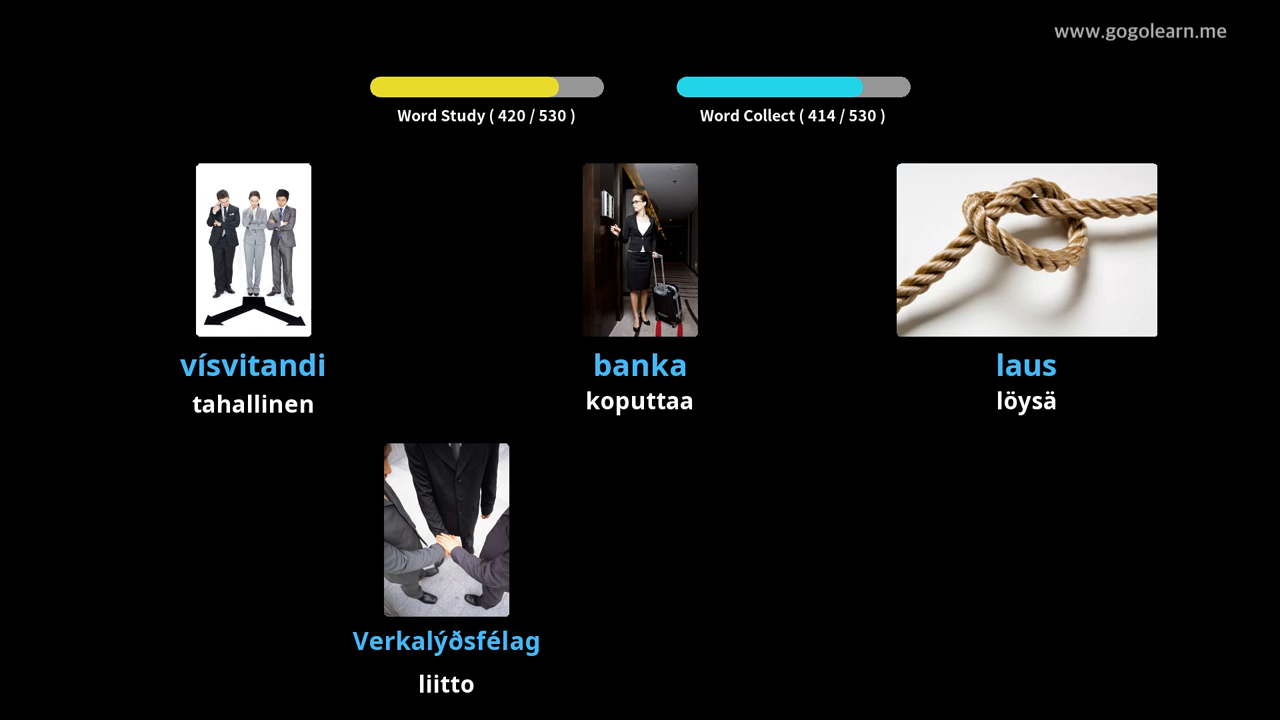 www.gogolearn.me
Word Study ( 420 / 530 )
Word Collect ( 414 / 530 )
vísvitandi
tahallinen
banka
koputtaa
laus
löysä
Verkalýðsfélag
liitto